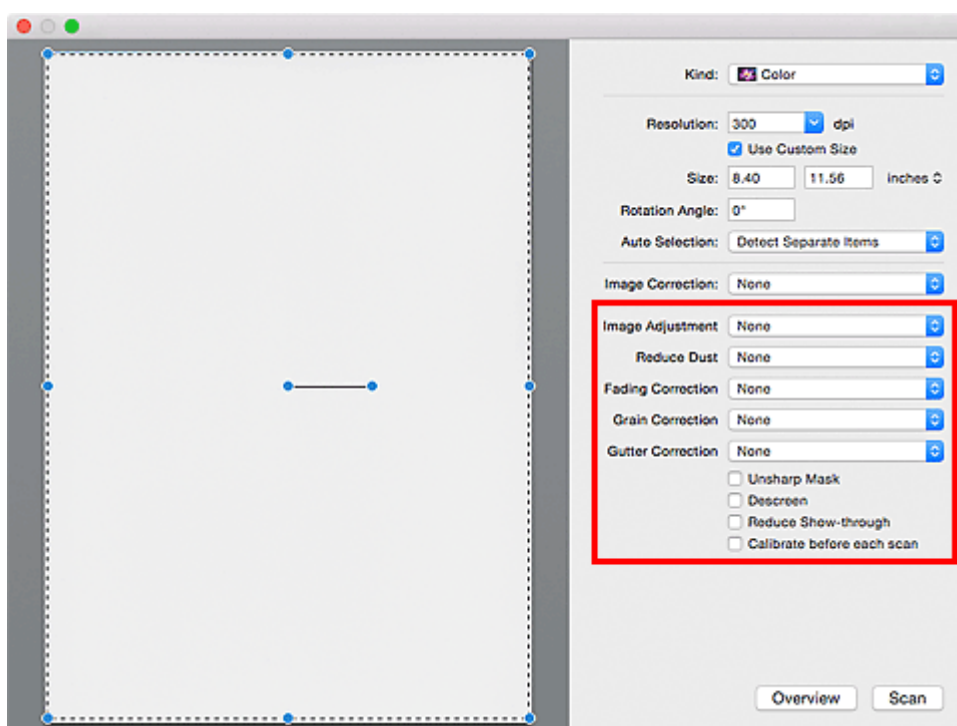 Kind: Color
Resolution: 300 dpi
Use Custom Size
Size: 8.40 11.56 inches
Rotation Angle: 0°
Auto Selection: Detect Separate Items
Image Correction: None
Image Adjustment None
Reduce Dust None
Fading Correction None
Grain Correction None
Gutter Correction None
Unsharp Mask
Descreen
Reduce Show-through
Calibrate before each scan
Overview Scan